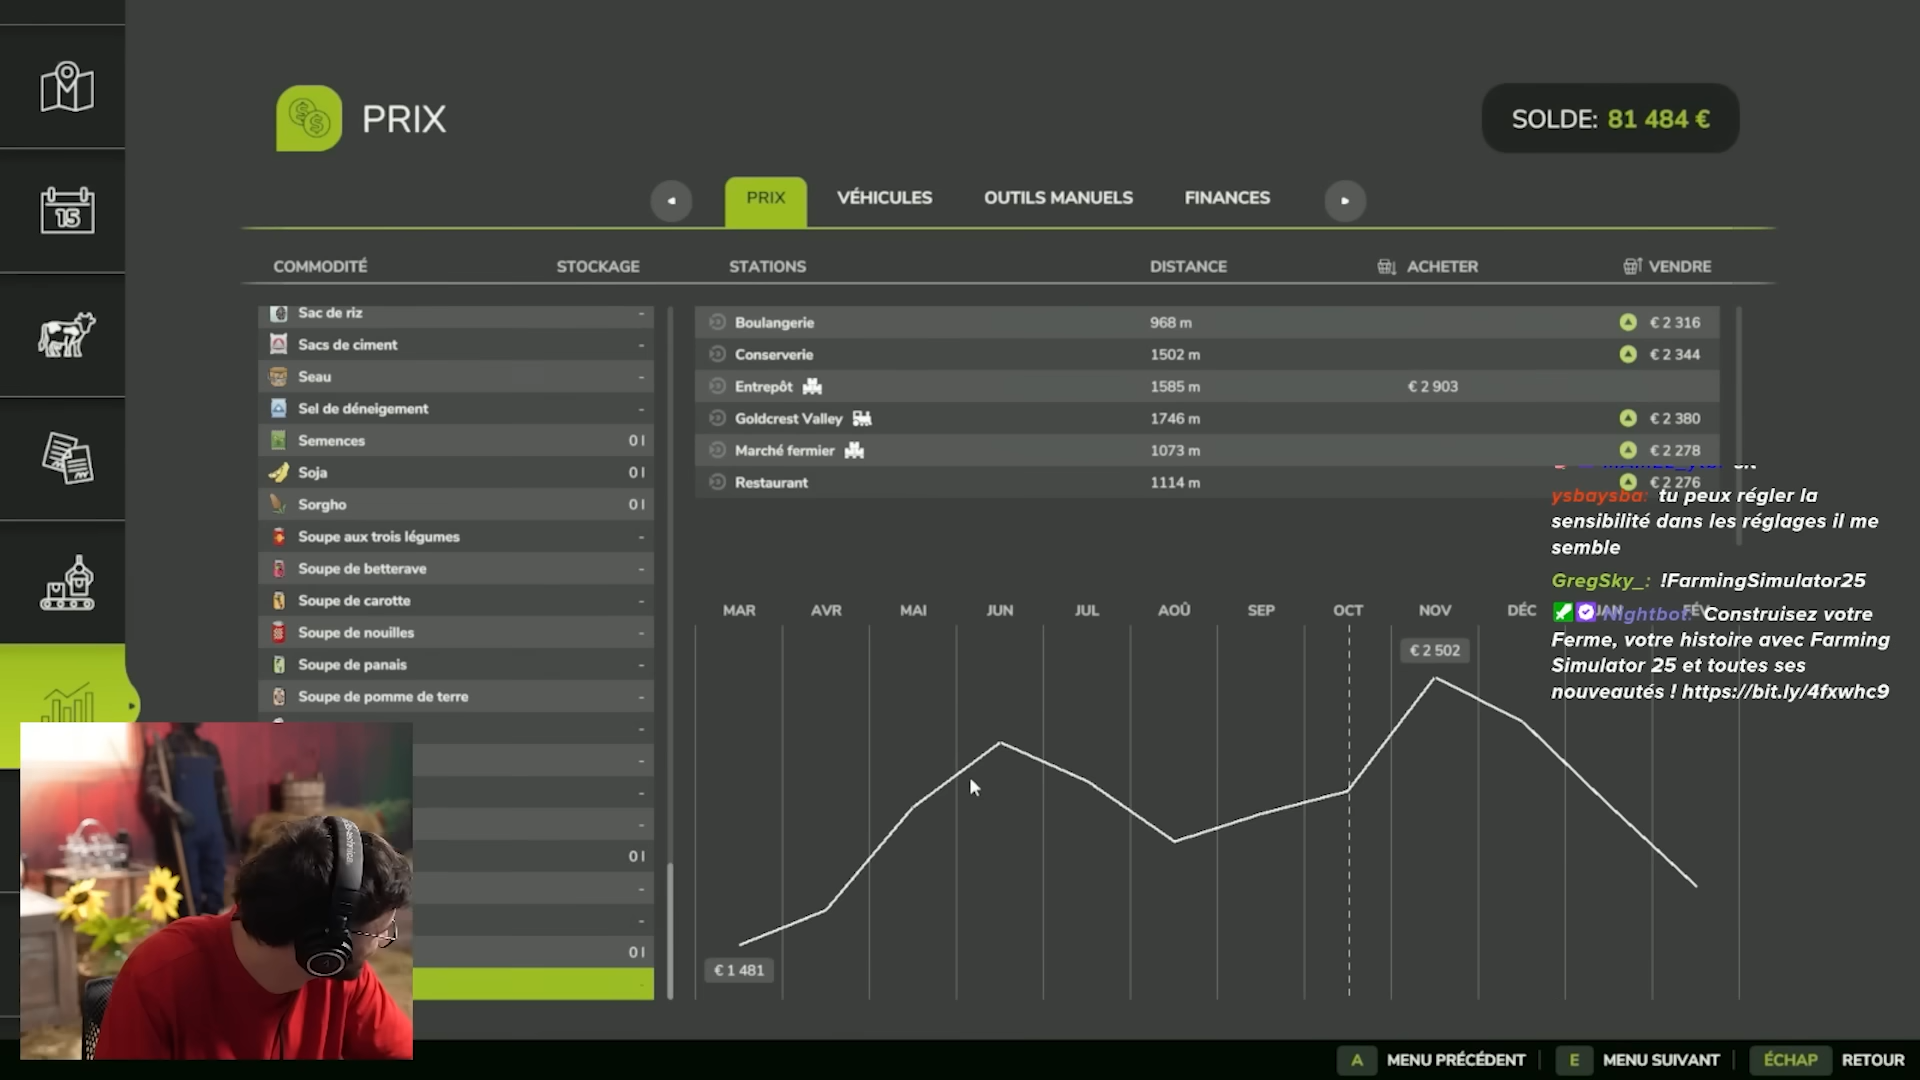 PRIX
SOLDE: 81 484 €
15
PRIX VÉHICULES OUTILS MANUELS FINANCES
COMMODITÉ STOCKAGE STATIONS DISTANCE ACHETER VENDRE
Sac de riz -
Sacs de ciment -
Seau -
Sel de déneigement -
Semences 0 l
Soja 0 l
Sorgho 0 l
Soupe aux trois légumes -
Soupe de betterave -
Soupe de carotte -
Soupe de nouilles -
Soupe de panais -
Soupe de pomme de terre -
-
-
-
-
0 l
-
-
0 l
-
Boulangerie 968 m € 2 316
Conserverie 1502 m € 2 344
Entrepôt 1585 m € 2 903
Goldcrest Valley 1746 m € 2 380
Marché fermier 1073 m € 2 278
Restaurant 1114 m € 2 276
ysbaysba: tu peux régler la
sensibilité dans les réglages il me
semble
GregSky_: !FarmingSimulator25
Nightbot: Construisez votre
Ferme, votre histoire avec Farming
Simulator 25 et toutes ses
nouveautés ! https://bit.ly/4fxwhc9
MAR AVR MAI JUN JUL AOÛ SEP OCT NOV DÉC JAN FÉV
€ 2 502
€ 1 481
A MENU PRÉCÉDENT E MENU SUIVANT ÉCHAP RETOUR